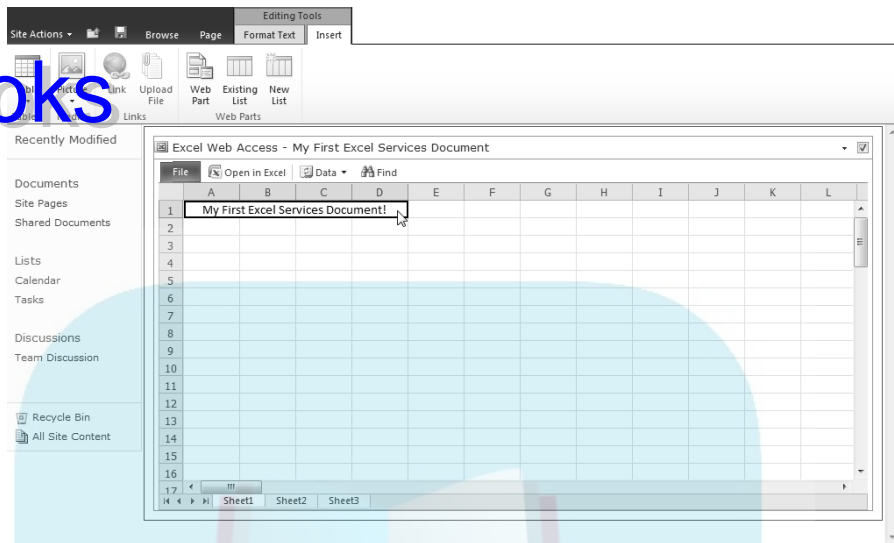 Editing Tools
Site Actions Browse Page Format Text Insert
Picture Link Upload File Web Part Existing List New List
Links Web Parts
oks
Recently Modified
Documents
Site Pages
Shared Documents
Lists
Calendar
Tasks
Discussions
Team Discussion
Recycle Bin
All Site Content
Excel Web Access - My First Excel Services Document
File Open in Excel Data Find
A B C D E F G H I J K L
1 My First Excel Services Document!
2
3
4
5
6
7
8
9
10
11
12
13
14
15
16
17
Sheet1 Sheet2 Sheet3